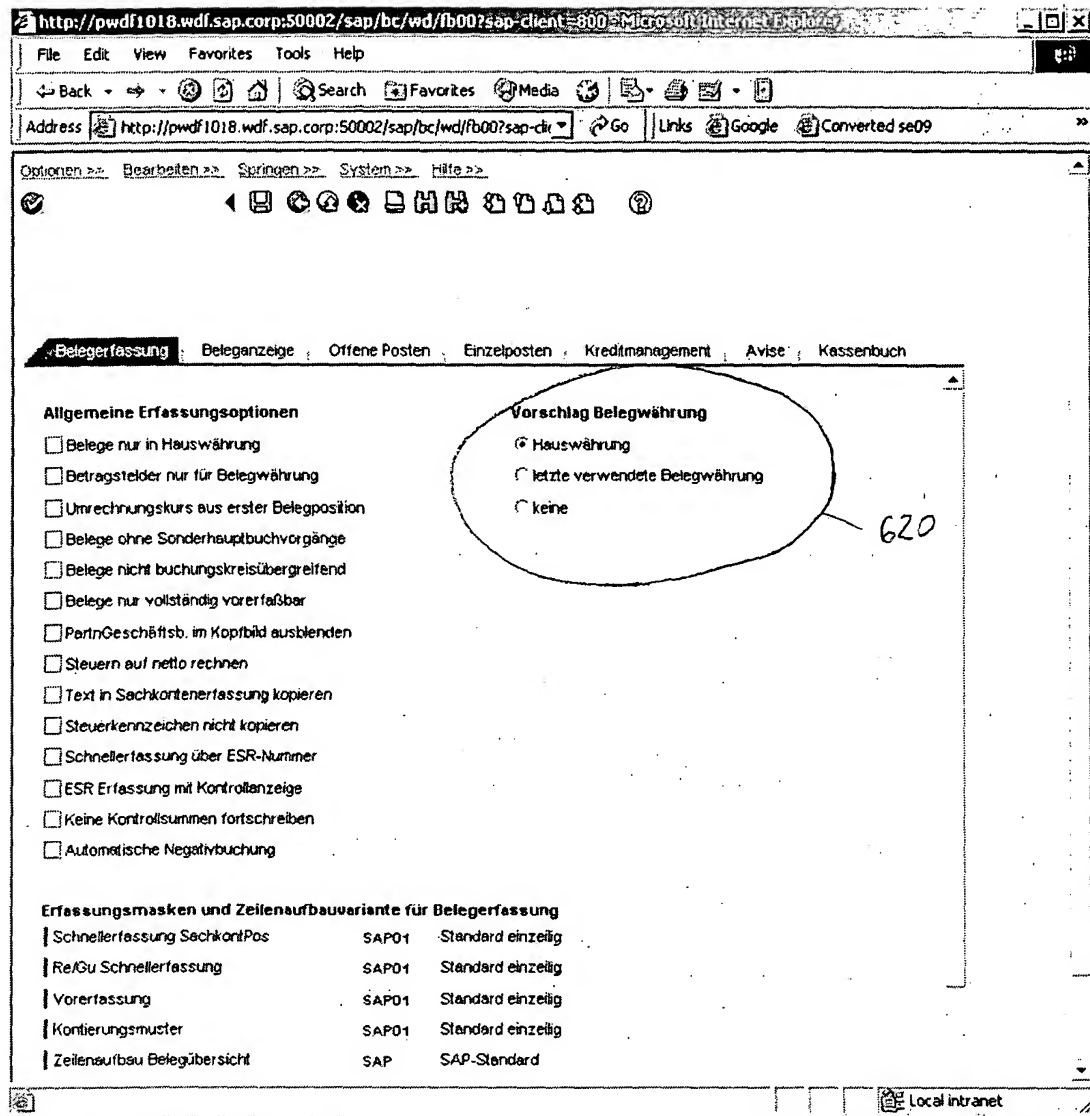 http://pwdf1018.wdf.sap.corp:50002/sap/bc/wd/fb00?sap-client=800 - Microsoft Internet Explorer
File Edit View Favorites Tools Help
Back Search Favorites Media
Address http://pwdf1018.wdf.sap.corp:50002/sap/bc/wd/fb00?sap-clie Go Links Google Converted se09 »
Optionen >> Bearbeiten >> Springen >> System >> Hilfe >>
Belegerfassung Beleganzeige Offene Posten Einzelposten Kreditmanagement Avise Kassenbuch
Allgemeine Erfassungsoptionen Vorschlag Belegwährung
Belege nur in Hauswährung Hauswährung
Betragsfelder nur für Belegwährung letzte verwendete Belegwährung
Umrechnungskurs aus erster Belegposition keine
620
Belege ohne Sonderhauptbuchvorgänge
Belege nicht buchungskreisübergreifend
Belege nur vollständig vorerfaßbar
PartnGeschäftsb. im Kopfbild ausblenden
Steuern auf netto rechnen
Text in Sachkontenerfassung kopieren
Steuerkennzeichen nicht kopieren
Schnellerfassung über ESR-Nummer
ESR Erfassung mit Kontrollanzeige
Keine Kontrollsummen fortschreiben
Automatische Negativbuchung
Erfassungsmasken und Zeilenaufbauvariante für Belegerfassung
Schnellerfassung SachkontPos SAP01 Standard einzeilig
Re/Gu Schnellerfassung SAP01 Standard einzeilig
Vorerfassung SAP01 Standard einzeilig
Kontierungsmuster SAP01 Standard einzeilig
Zeilenaufbau Belegübersicht SAP SAP-Standard
Local intranet